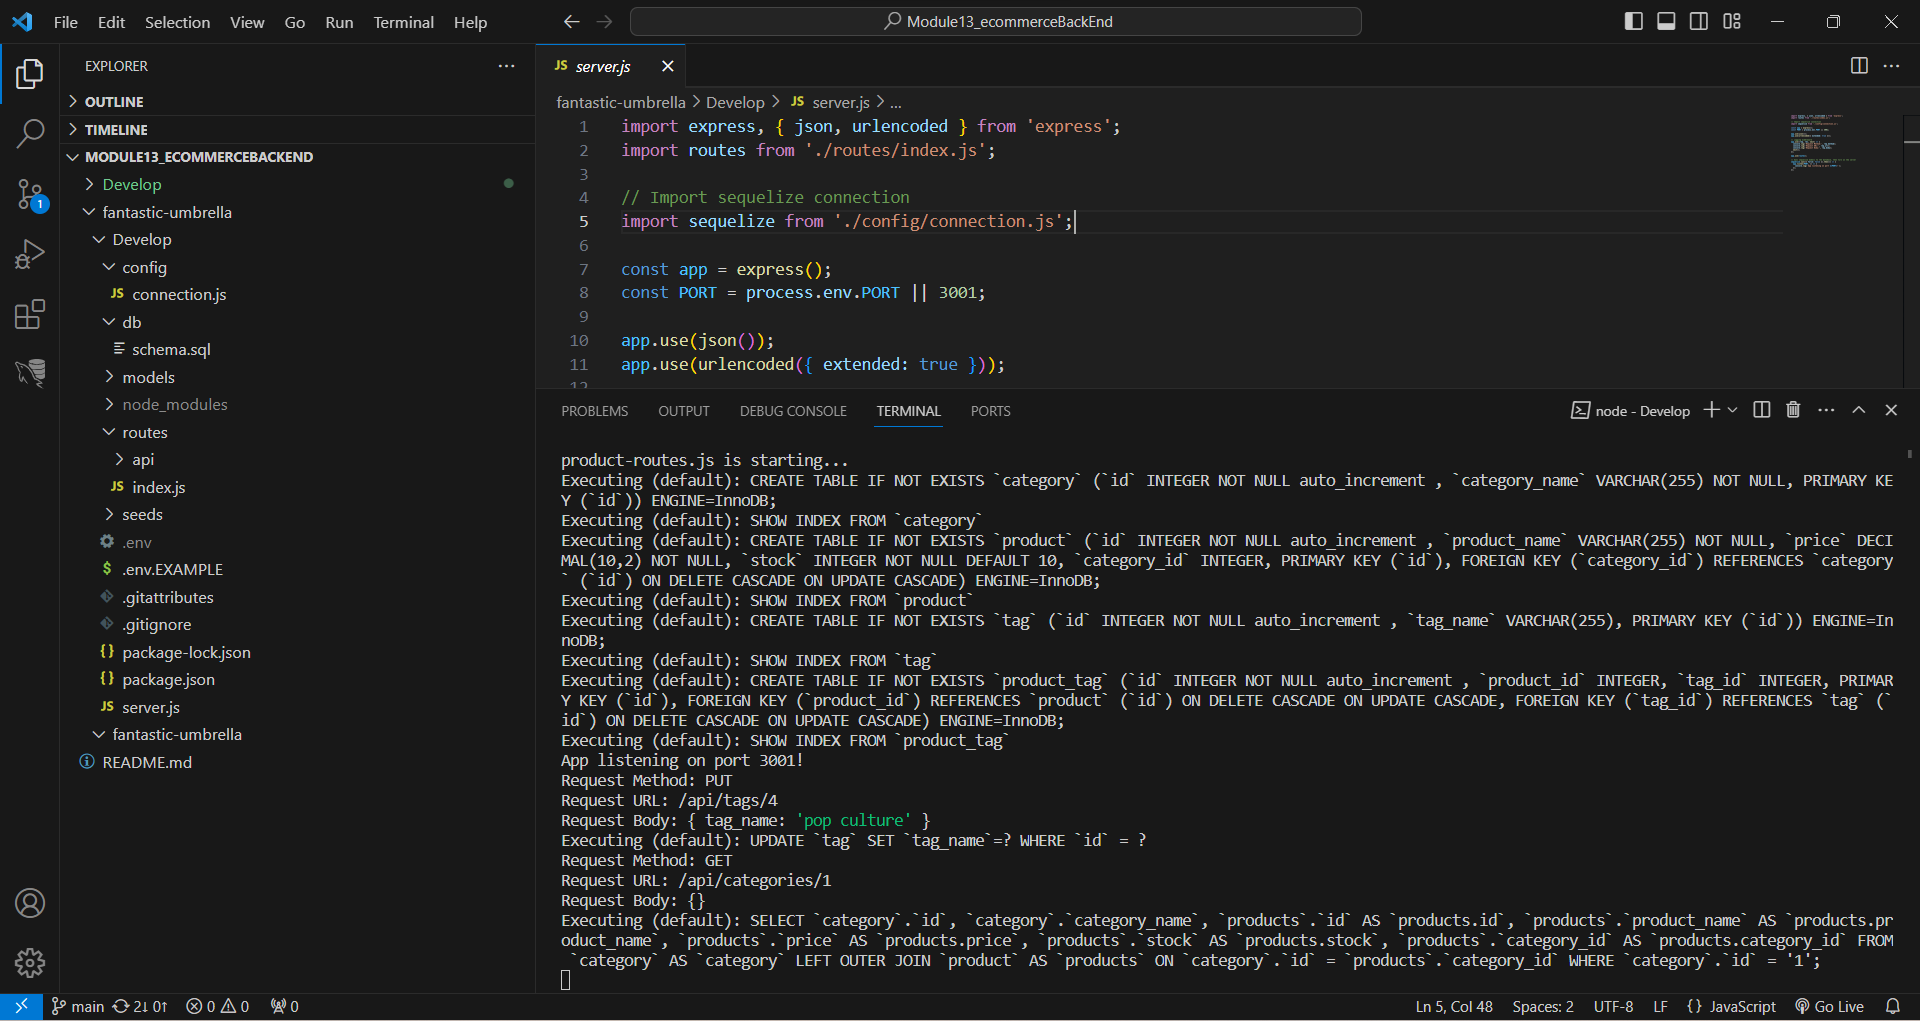 File Edit Selection View Go Run Terminal Help
Module13_ecommerceBackEnd
EXPLORER
OUTLINE
TIMELINE
MODULE13_ECOMMERCEBACKEND
Develop
fantastic-umbrella
Develop
config
JS connection.js
db
schema.sql
models
node_modules
routes
api
JS index.js
seeds
.env
$ .env.EXAMPLE
.gitattributes
.gitignore
{} package-lock.json
{} package.json
JS server.js
fantastic-umbrella
README.md
1
JS server.js
fantastic-umbrella > Develop > JS server.js > ...
1 import express, { json, urlencoded } from 'express';
2 import routes from './routes/index.js';
3
4 // Import sequelize connection
5 import sequelize from './config/connection.js';
6
7 const app = express();
8 const PORT = process.env.PORT || 3001;
9
10 app.use(json());
11 app.use(urlencoded({ extended: true }));
12
PROBLEMS OUTPUT DEBUG CONSOLE TERMINAL PORTS
node - Develop
product-routes.js is starting...
Executing (default): CREATE TABLE IF NOT EXISTS `category` (`id` INTEGER NOT NULL auto_increment , `category_name` VARCHAR(255) NOT NULL, PRIMARY KE
Y (`id`)) ENGINE=InnoDB;
Executing (default): SHOW INDEX FROM `category`
Executing (default): CREATE TABLE IF NOT EXISTS `product` (`id` INTEGER NOT NULL auto_increment , `product_name` VARCHAR(255) NOT NULL, `price` DECI
MAL(10,2) NOT NULL, `stock` INTEGER NOT NULL DEFAULT 10, `category_id` INTEGER, PRIMARY KEY (`id`), FOREIGN KEY (`category_id`) REFERENCES `category
` (`id`) ON DELETE CASCADE ON UPDATE CASCADE) ENGINE=InnoDB;
Executing (default): SHOW INDEX FROM `product`
Executing (default): CREATE TABLE IF NOT EXISTS `tag` (`id` INTEGER NOT NULL auto_increment , `tag_name` VARCHAR(255), PRIMARY KEY (`id`)) ENGINE=In
noDB;
Executing (default): SHOW INDEX FROM `tag`
Executing (default): CREATE TABLE IF NOT EXISTS `product_tag` (`id` INTEGER NOT NULL auto_increment , `product_id` INTEGER, `tag_id` INTEGER, PRIMAR
Y KEY (`id`), FOREIGN KEY (`product_id`) REFERENCES `product` (`id`) ON DELETE CASCADE ON UPDATE CASCADE, FOREIGN KEY (`tag_id`) REFERENCES `tag` (`
id`) ON DELETE CASCADE ON UPDATE CASCADE) ENGINE=InnoDB;
Executing (default): SHOW INDEX FROM `product_tag`
App listening on port 3001!
Request Method: PUT
Request URL: /api/tags/4
Request Body: { tag_name: 'pop culture' }
Executing (default): UPDATE `tag` SET `tag_name`=? WHERE `id` = ?
Request Method: GET
Request URL: /api/categories/1
Request Body: {}
Executing (default): SELECT `category`.`id`, `category`.`category_name`, `products`.`id` AS `products.id`, `products`.`product_name` AS `products.pr
oduct_name`, `products`.`price` AS `products.price`, `products`.`stock` AS `products.stock`, `products`.`category_id` AS `products.category_id` FROM
`category` AS `category` LEFT OUTER JOIN `product` AS `products` ON `category`.`id` = `products`.`category_id` WHERE `category`.`id` = '1';
main 2↓ 0↑ 0 0 0
Ln 5, Col 48 Spaces: 2 UTF-8 LF {} JavaScript Go Live